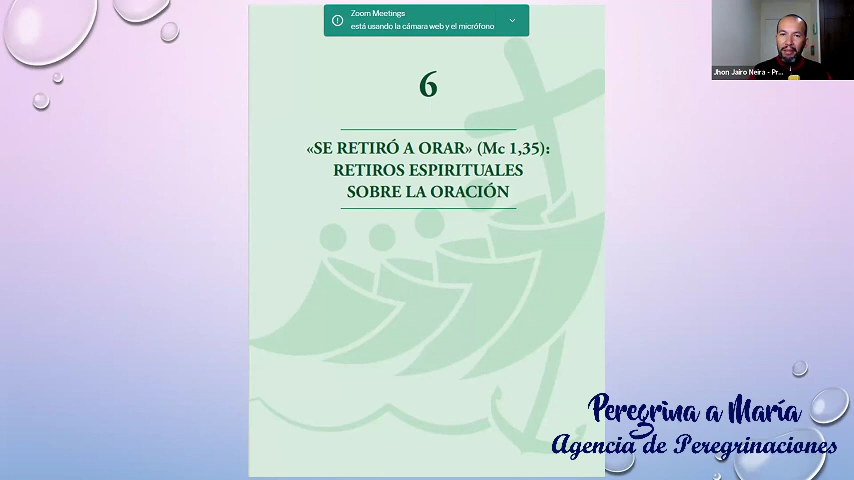 Zoom Meetings
está usando la cámara web y el micrófono
Jhon Jairo Neira - Pr...
6
«SE RETIRÓ A ORAR» (Mc 1,35):
RETIROS ESPIRITUALES
SOBRE LA ORACIÓN
Peregrina a María
Agencia de Peregrinaciones